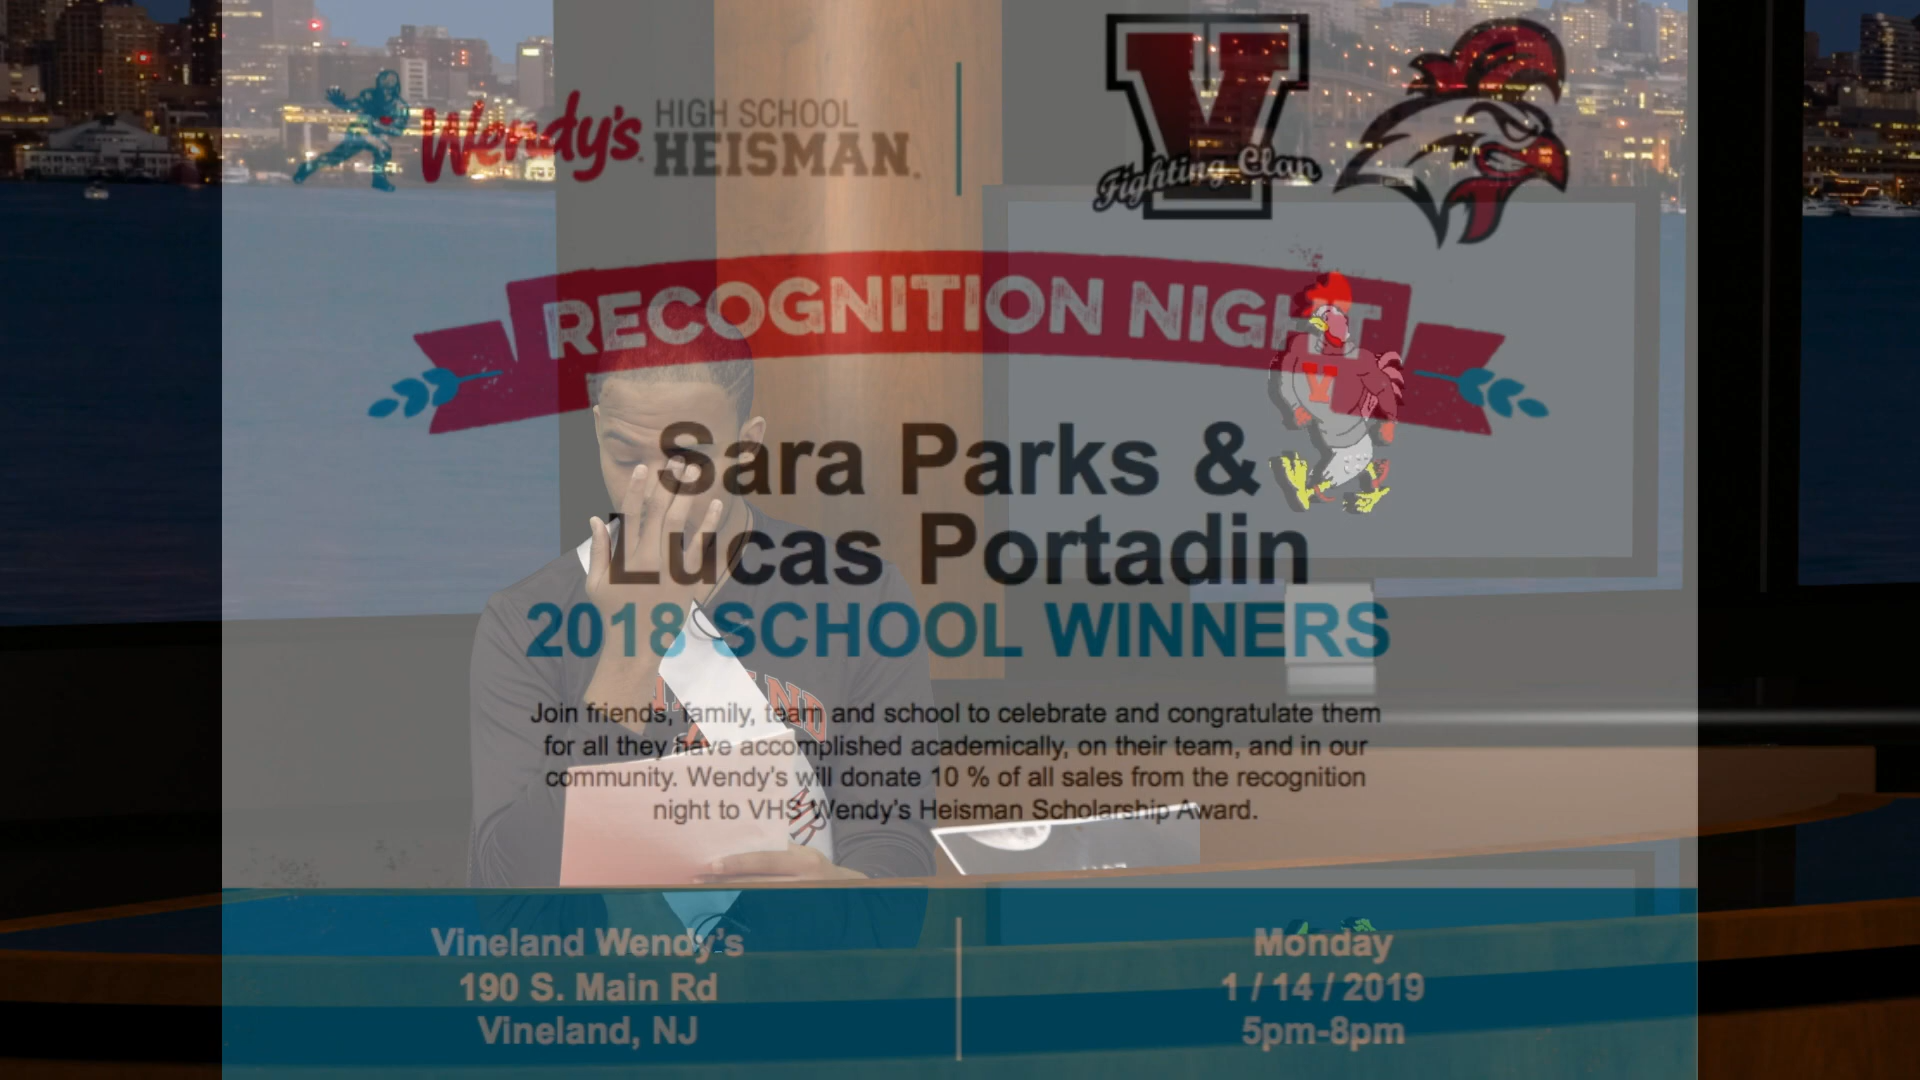 Wendy's HIGH SCHOOL
HEISMAN.
V
Fighting Clan
RECOGNITION NIGHT
V
Sara Parks &
Lucas Portadin
2018 SCHOOL WINNERS
Join friends, family, team and school to celebrate and congratulate them
for all they have accomplished academically, on their team, and in our
community. Wendy's will donate 10 % of all sales from the recognition
night to VHS Wendy's Heisman Scholarship Award.
Vineland Wendy's
190 S. Main Rd
Vineland, NJ
Monday
1 / 14 / 2019
5pm-8pm